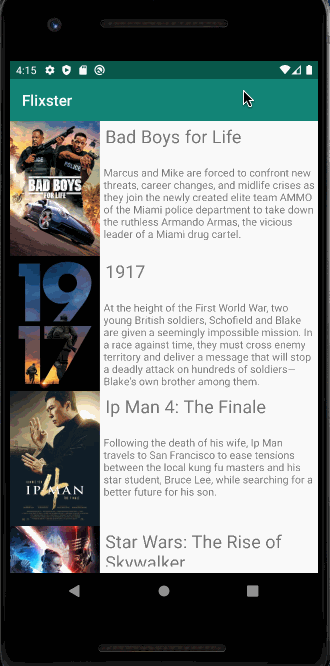 4:15
Flixster
POLICE
BAD BOYS
FOR LIFE
Bad Boys for Life
Marcus and Mike are forced to confront new
threats, career changes, and midlife crises as
they join the newly created elite team AMMO
of the Miami police department to take down
the ruthless Armando Armas, the vicious
leader of a Miami drug cartel.
19
17
1917
At the height of the First World War, two
young British soldiers, Schofield and Blake
are given a seemingly impossible mission. In
a race against time, they must cross enemy
territory and deliver a message that will stop
a deadly attack on hundreds of soldiers—
Blake's own brother among them.
IP MAN
4
Ip Man 4: The Finale
Following the death of his wife, Ip Man
travels to San Francisco to ease tensions
between the local kung fu masters and his
star student, Bruce Lee, while searching for a
better future for his son.
Star Wars: The Rise of
Skywalker